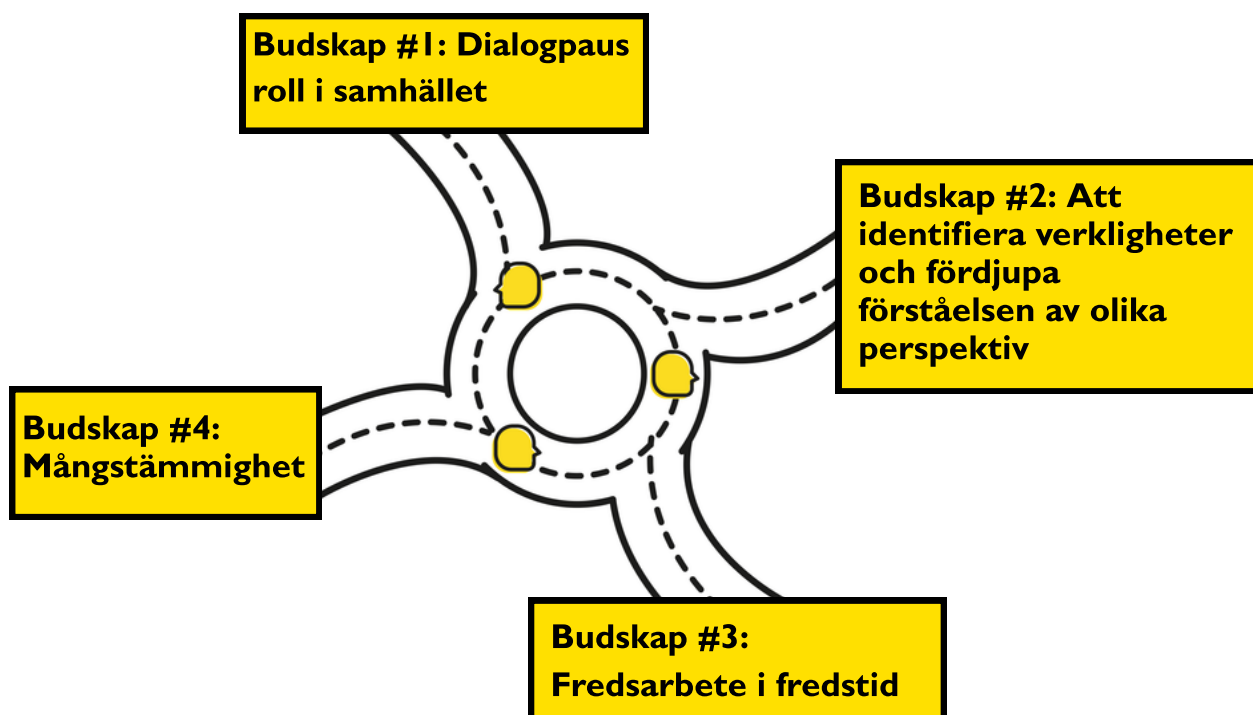 Budskap #1: Dialogpaus
roll i samhället
Budskap #2: Att
identifiera verkligheter
och fördjupa
förståelsen av olika
perspektiv
Budskap #4:
Mångstämmighet
Budskap #3:
Fredsarbete i fredstid